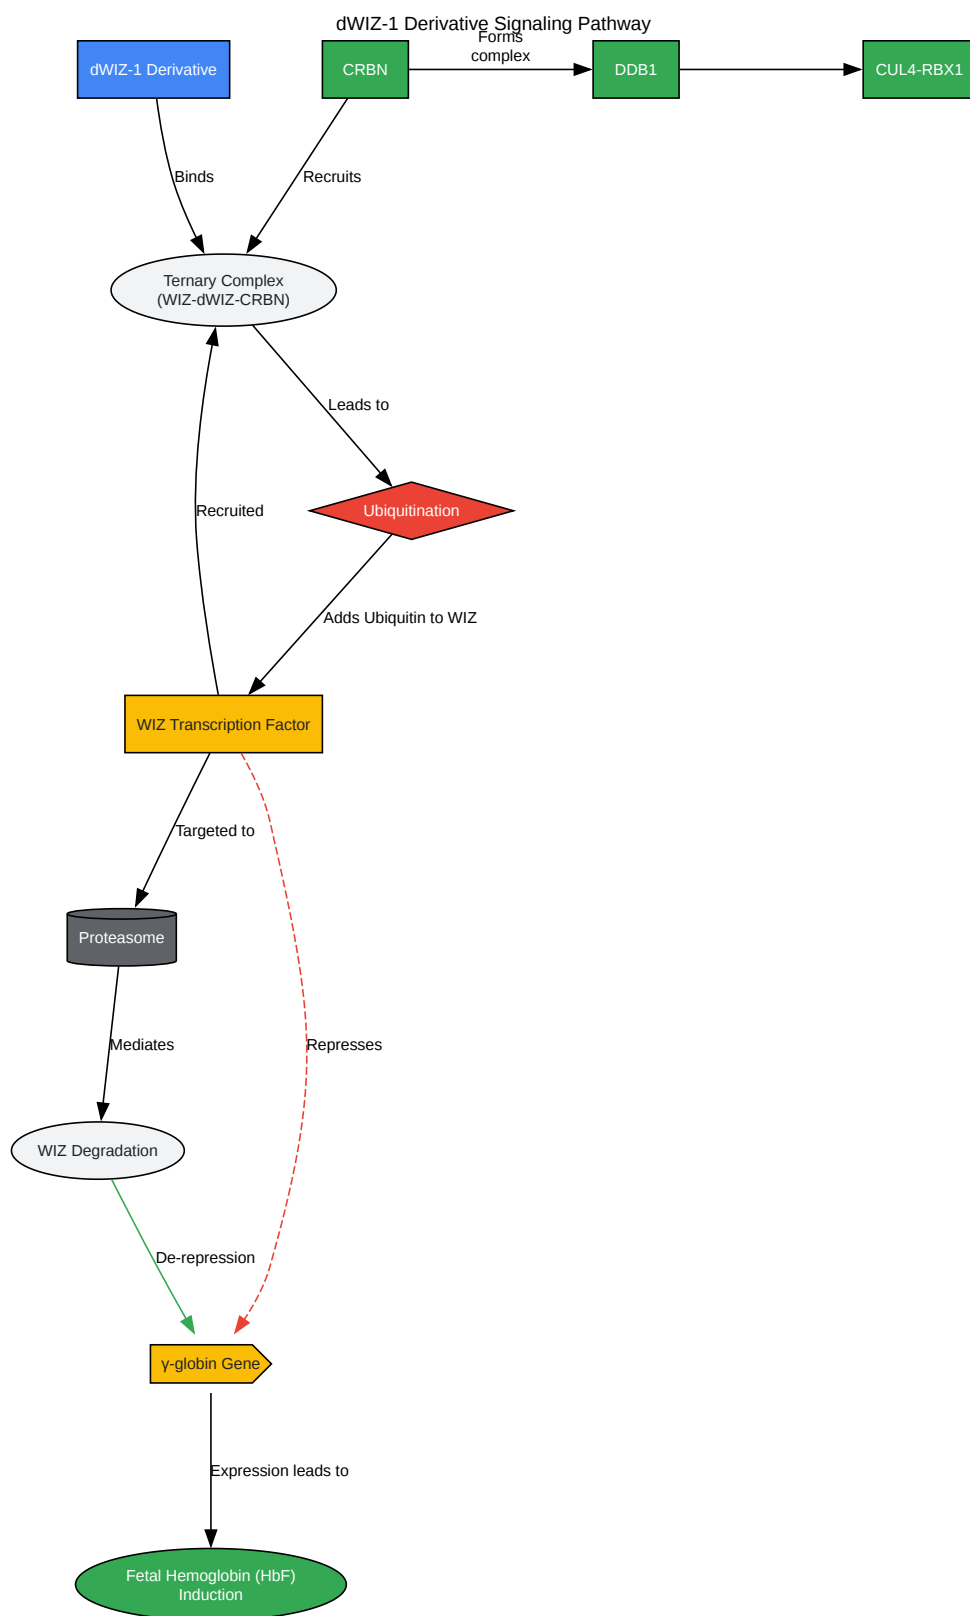 dWIZ-1 Derivative Signaling Pathway
Forms
complex
dWIZ-1 Derivative
CRBN
DDB1
CUL4-RBX1
Binds
Recruits
Ternary Complex
(WIZ-dWIZ-CRBN)
Leads to
Recruited
Ubiquitination
Adds Ubiquitin to WIZ
WIZ Transcription Factor
Targeted to
Proteasome
Mediates
Represses
WIZ Degradation
De-repression
γ-globin Gene
Expression leads to
Fetal Hemoglobin (HbF)
Induction